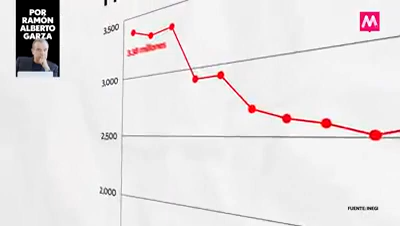 POR
RAMÓN
ALBERTO
GARZA
M
3,500
3,000
2,500
2,000
FUENTE: INEGI